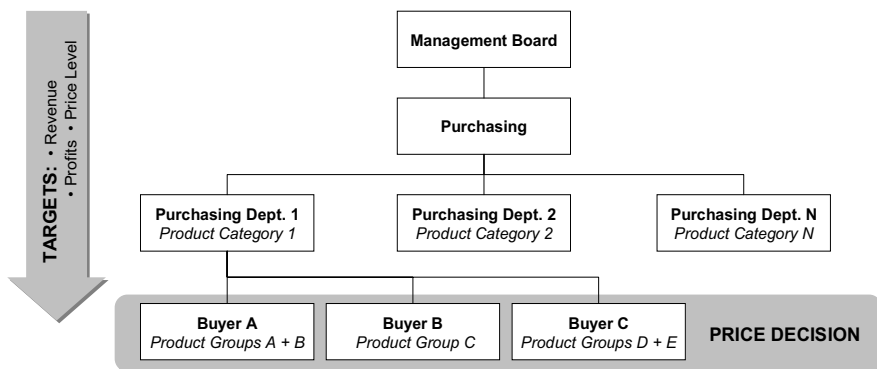 TARGETS: • Revenue
• Profits • Price Level
Management Board
Purchasing
Purchasing Dept. 1
Product Category 1
Purchasing Dept. 2
Product Category 2
Purchasing Dept. N
Product Category N
Buyer A
Product Groups A + B
Buyer B
Product Group C
Buyer C
Product Groups D + E
PRICE DECISION